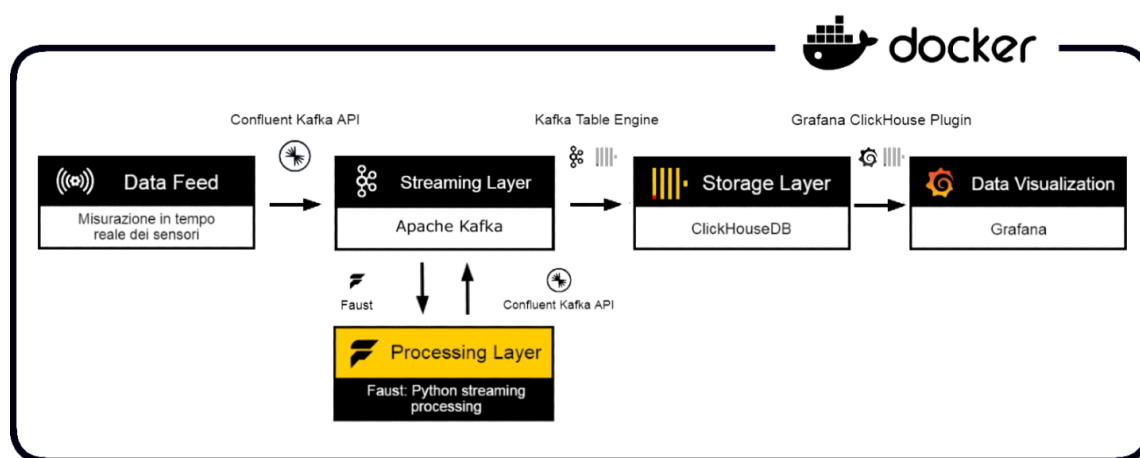 docker
Confluent Kafka API
Kafka Table Engine
Grafana ClickHouse Plugin
Data Feed
Misurazione in tempo
reale dei sensori
Streaming Layer
Apache Kafka
Storage Layer
ClickHouseDB
Data Visualization
Grafana
Faust
Confluent Kafka API
Processing Layer
Faust: Python streaming
processing